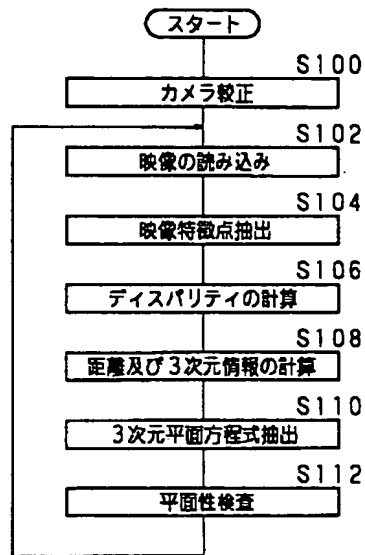 スタート
S100
カメラ較正
S102
映像の読み込み
S104
映像特徴点抽出
S106
ディスパリティの計算
S108
距離及び3次元情報の計算
S110
3次元平面方程式抽出
S112
平面性検査